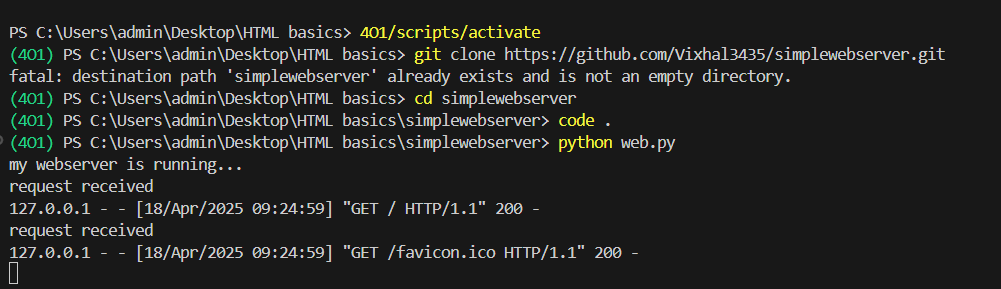 PS C:\Users\admin\Desktop\HTML basics> 401/scripts/activate
(401) PS C:\Users\admin\Desktop\HTML basics> git clone https://github.com/Vixhal3435/simplewebserver.git
fatal: destination path 'simplewebserver' already exists and is not an empty directory.
(401) PS C:\Users\admin\Desktop\HTML basics> cd simplewebserver
(401) PS C:\Users\admin\Desktop\HTML basics\simplewebserver> code .
(401) PS C:\Users\admin\Desktop\HTML basics\simplewebserver> python web.py
my webserver is running...
request received
127.0.0.1 - - [18/Apr/2025 09:24:59] "GET / HTTP/1.1" 200 -
request received
127.0.0.1 - - [18/Apr/2025 09:24:59] "GET /favicon.ico HTTP/1.1" 200 -